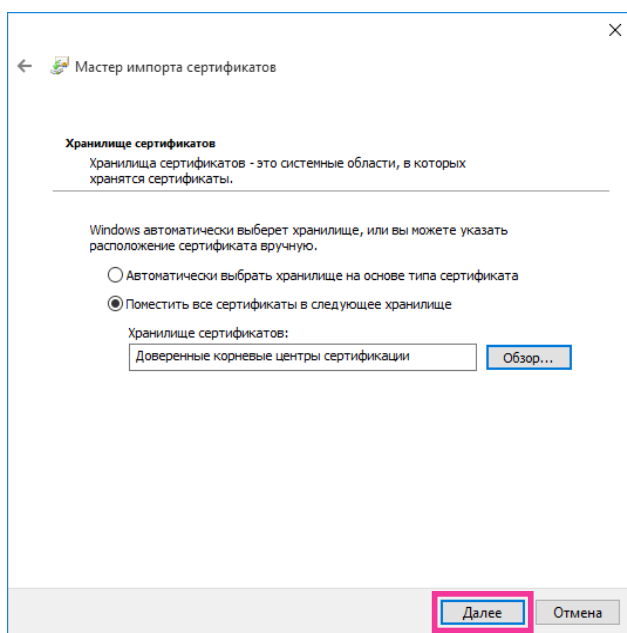 Мастер импорта сертификатов
Хранилище сертификатов
Хранилища сертификатов - это системные области, в которых
хранятся сертификаты.
Windows автоматически выберет хранилище, или вы можете указать
расположение сертификата вручную.
Автоматически выбрать хранилище на основе типа сертификата
Поместить все сертификаты в следующее хранилище
Хранилище сертификатов:
Доверенные корневые центры сертификации
Обзор...
Далее
Отмена